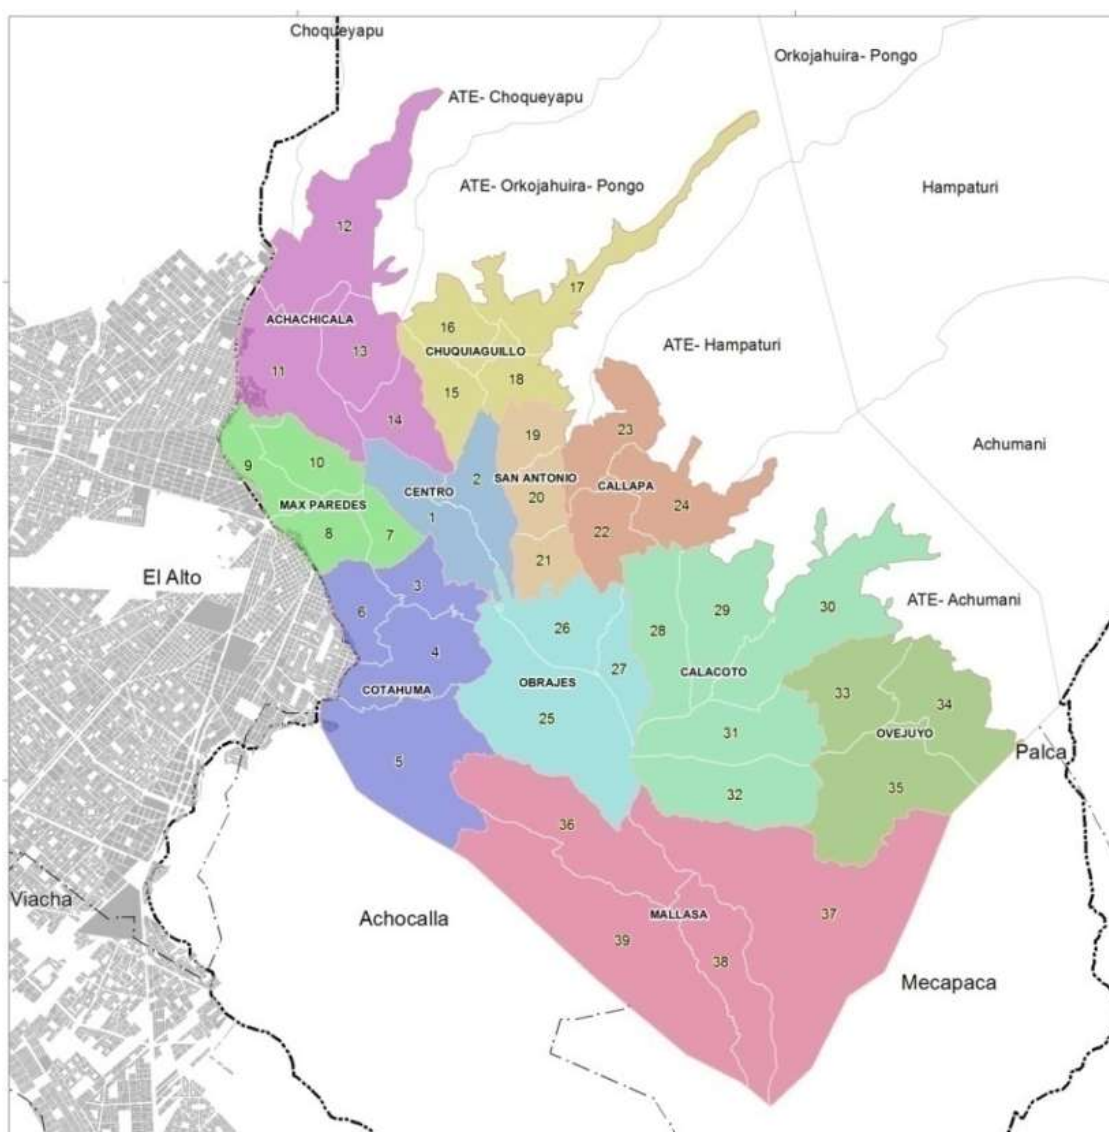 Choqueyapu
Orkojahuira- Pongo
ATE- Choqueyapu
ATE- Orkojahuira- Pongo
Hampaturi
12
17
ACHACHICALA
16
13
CHUQUIAGUILLO
ATE- Hampaturi
11
15
18
14
19
23
Achumani
9
10
2
SAN ANTONIO
CENTRO
CALLAPA
MAX PAREDES
20
24
8
7
1
22
21
El Alto
3
6
26
28
29
30
ATE- Achumani
4
27
COTAHUMA
OBRAJES
CALACOTO
33
34
25
31
OVEJUYO
5
Palca
32
35
36
Viacha
Achocalla
MALLASA
37
39
38
Mecapaca